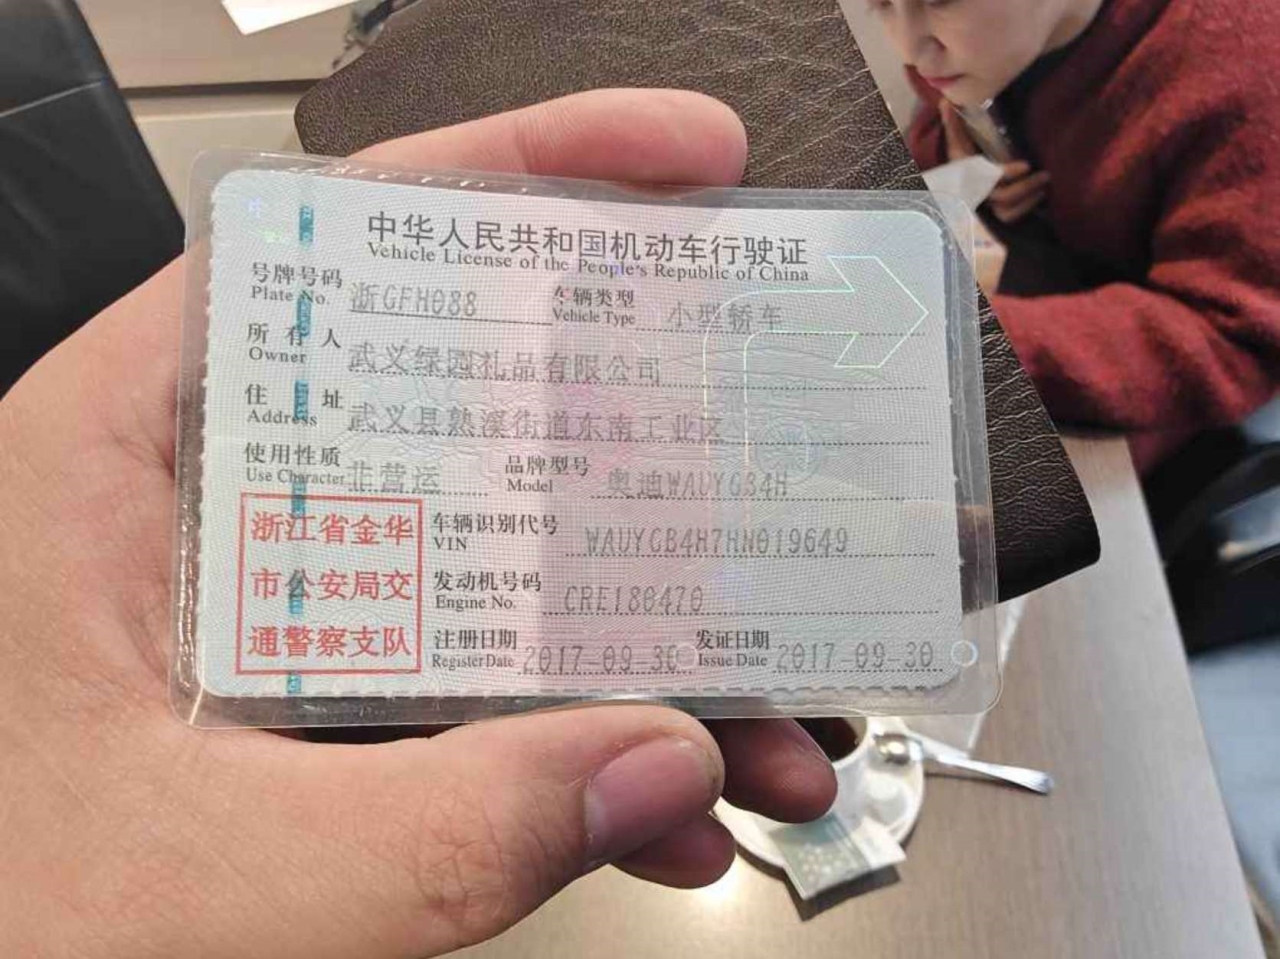 中华人民共和国机动车行驶证
Vehicle License of the People's Republic of China
号牌号码 浙GFH088 车辆类型 小型轿车
Plate No. Vehicle Type
所有人 武义绿园礼品有限公司
Owner
住址 武义县熟溪街道东南工业区
Address
使用性质 非营运 品牌型号 奥迪WAUYGB4H
Use Character Model
浙江省金华 车辆识别代号 WAUYGB4H7HN019649
VIN
市公安局交 发动机号码 CRE180470
Engine No.
通警察支队 注册日期 2017-09-30 发证日期 2017-09-30
Register Date Issue Date